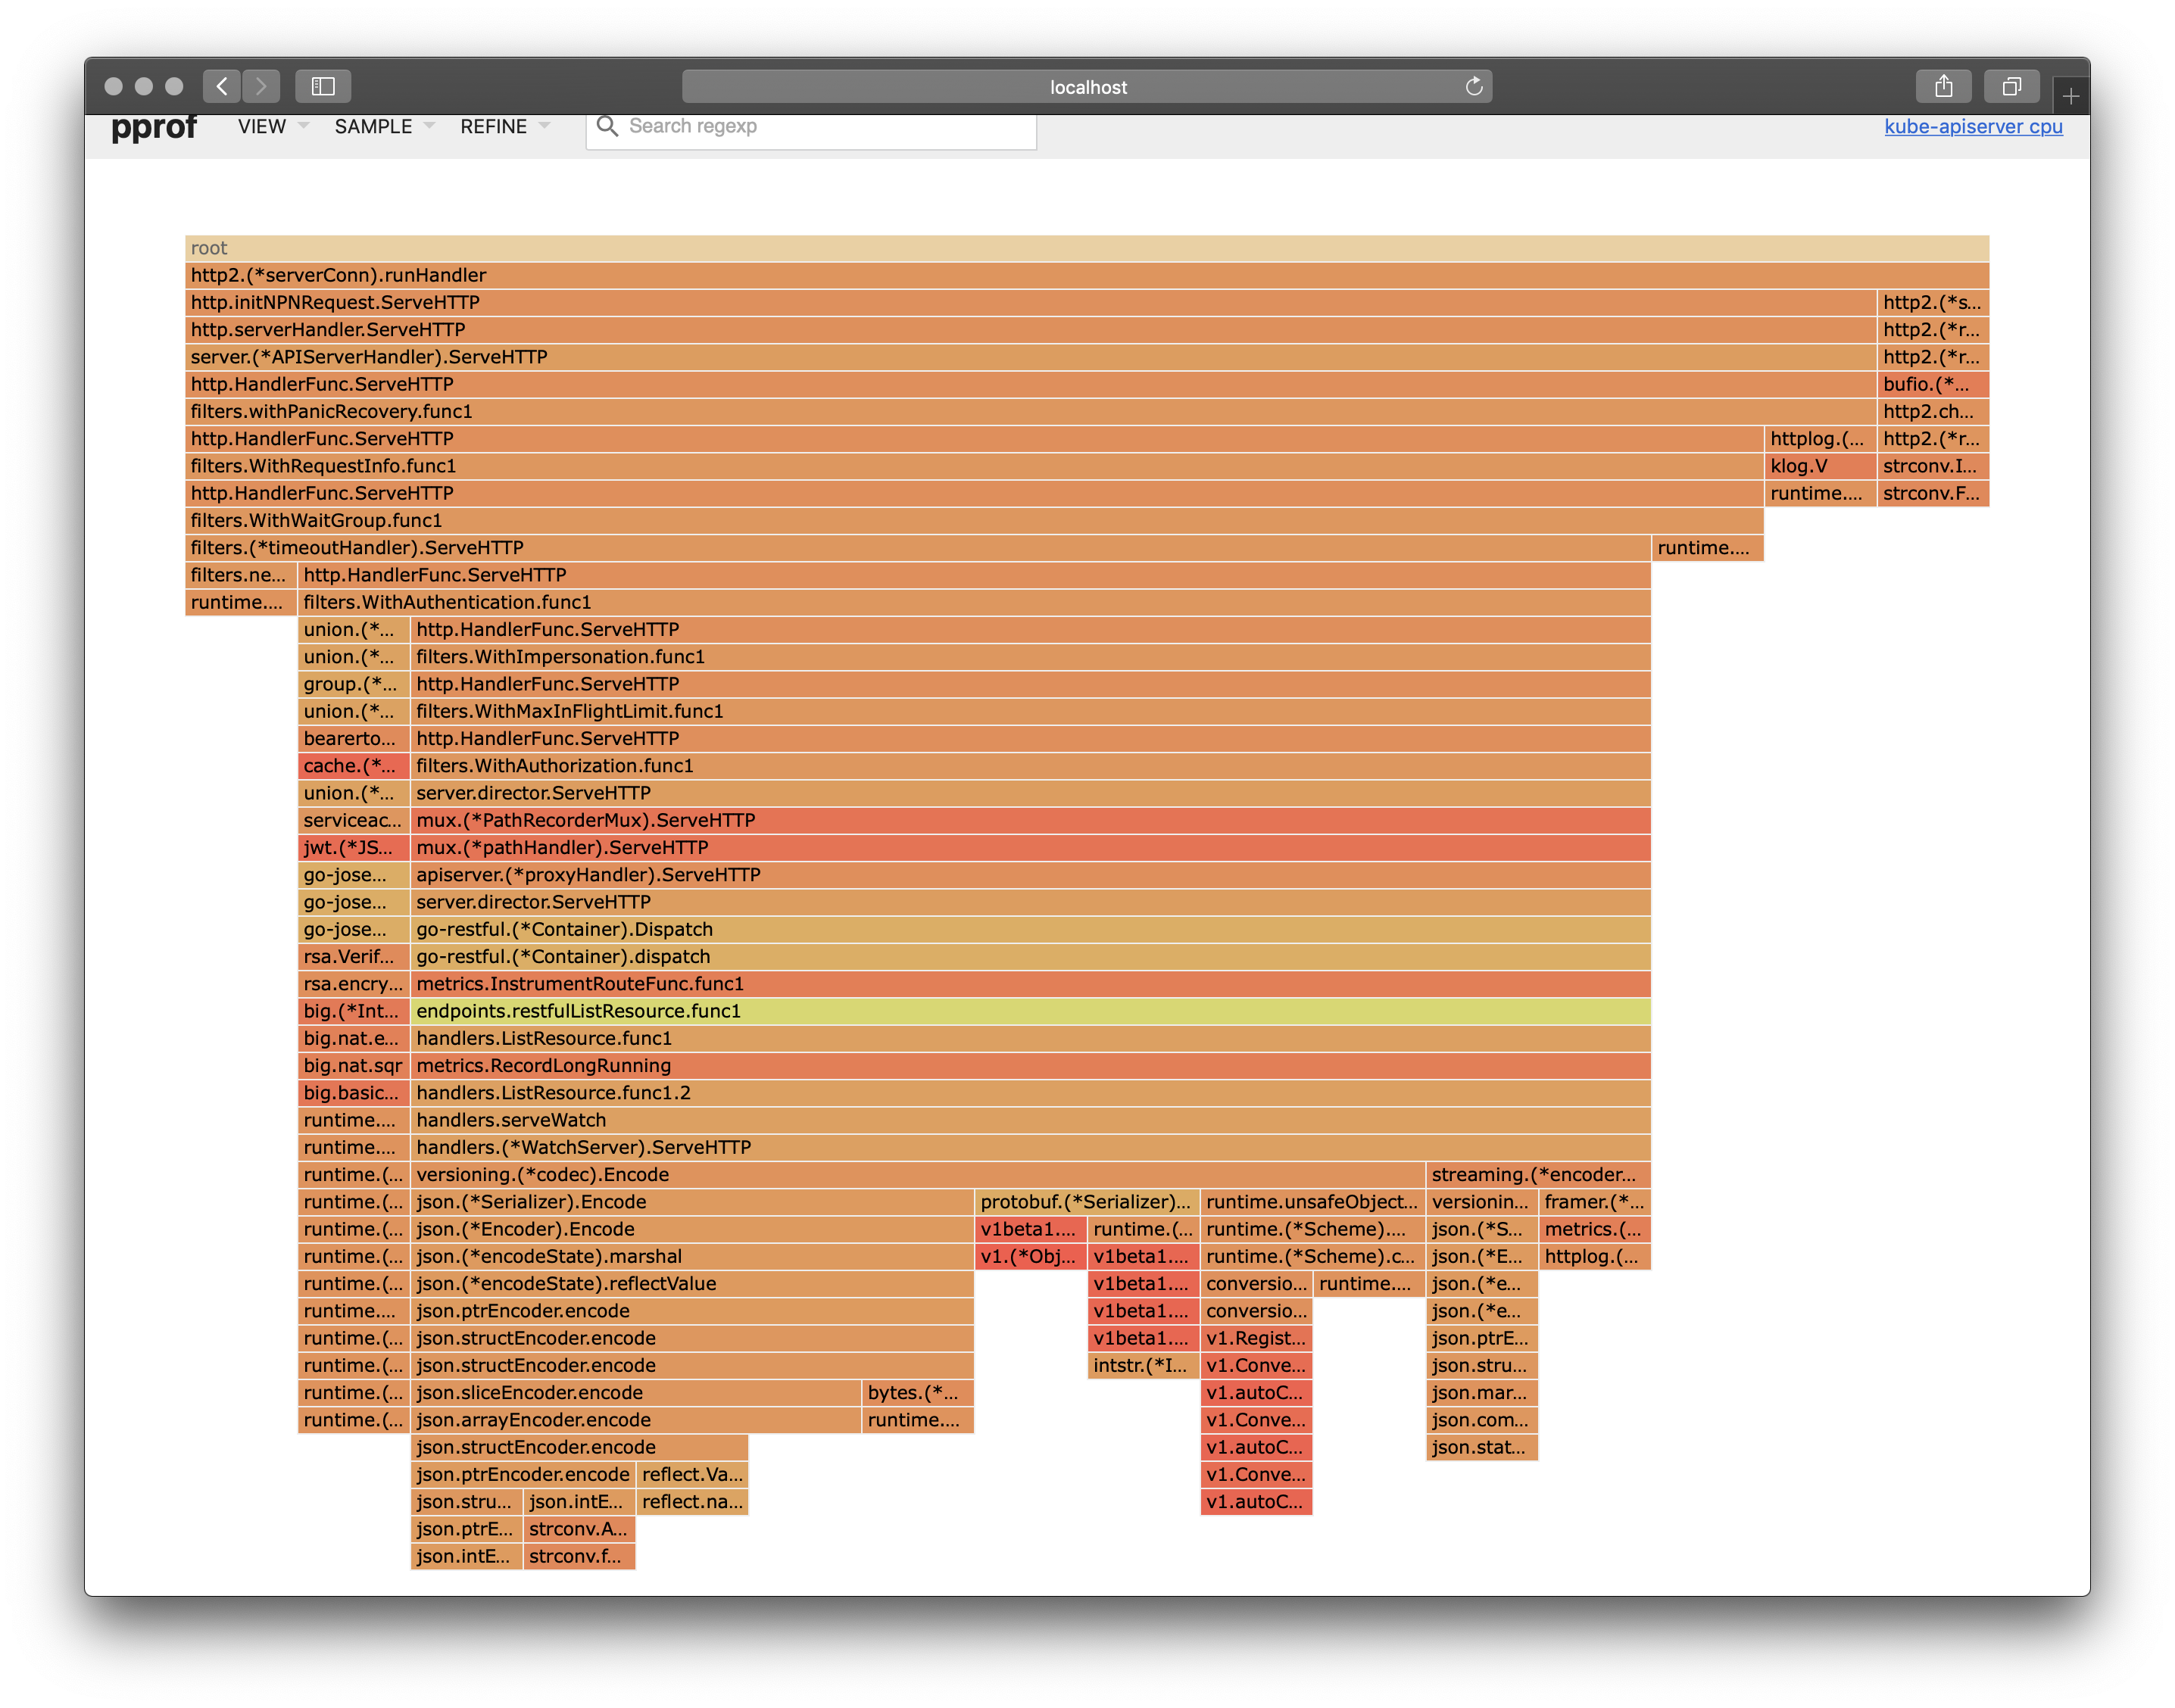 localhost
pprof VIEW SAMPLE REFINE Search regexp kube-apiserver cpu
root
http2.(*serverConn).runHandler
http.initNPNRequest.ServeHTTP http2.(*s...
http.serverHandler.ServeHTTP http2.(*r...
server.(*APIServerHandler).ServeHTTP http2.(*r...
http.HandlerFunc.ServeHTTP bufio.(*...
filters.withPanicRecovery.func1 http2.ch...
http.HandlerFunc.ServeHTTP httplog.(... http2.(*r...
filters.WithRequestInfo.func1 klog.V strconv.I...
http.HandlerFunc.ServeHTTP runtime.... strconv.F...
filters.WithWaitGroup.func1
filters.(*timeoutHandler).ServeHTTP runtime....
filters.ne... http.HandlerFunc.ServeHTTP
runtime.... filters.WithAuthentication.func1
union.(*... http.HandlerFunc.ServeHTTP
union.(*... filters.WithImpersonation.func1
group.(*... http.HandlerFunc.ServeHTTP
union.(*... filters.WithMaxInFlightLimit.func1
bearerto... http.HandlerFunc.ServeHTTP
cache.(*... filters.WithAuthorization.func1
union.(*... server.director.ServeHTTP
serviceac... mux.(*PathRecorderMux).ServeHTTP
jwt.(*JS... mux.(*pathHandler).ServeHTTP
go-jose... apiserver.(*proxyHandler).ServeHTTP
go-jose... server.director.ServeHTTP
go-jose... go-restful.(*Container).Dispatch
rsa.Verif... go-restful.(*Container).dispatch
rsa.encry... metrics.InstrumentRouteFunc.func1
big.(*Int... endpoints.restfulListResource.func1
big.nat.e... handlers.ListResource.func1
big.nat.sqr metrics.RecordLongRunning
big.basic... handlers.ListResource.func1.2
runtime.... handlers.serveWatch
runtime.... handlers.(*WatchServer).ServeHTTP
runtime.(... versioning.(*codec).Encode streaming.(*encoder...
runtime.(... json.(*Serializer).Encode protobuf.(*Serializer)... runtime.unsafeObject... versionin... framer.(*...
runtime.(... json.(*Encoder).Encode v1beta1.... runtime.(... runtime.(*Scheme).... json.(*S... metrics.(...
runtime.(... json.(*encodeState).marshal v1.(*Obj... v1beta1.... runtime.(*Scheme).c... json.(*E... httplog.(...
runtime.(... json.(*encodeState).reflectValue v1beta1.... conversio... runtime.... json.(*e...
runtime.... json.ptrEncoder.encode v1beta1.... conversio... json.(*e...
runtime.(... json.structEncoder.encode v1beta1.... v1.Regist... json.ptrE...
runtime.(... json.structEncoder.encode intstr.(*I... v1.Conve... json.stru...
runtime.(... json.sliceEncoder.encode bytes.(*... v1.autoC... json.mar...
runtime.(... json.arrayEncoder.encode runtime.... v1.Conve... json.com...
json.structEncoder.encode v1.autoC... json.stat...
json.ptrEncoder.encode reflect.Va... v1.Conve...
json.stru... json.intE... reflect.na... v1.autoC...
json.ptrE... strconv.A...
json.intE... strconv.f...